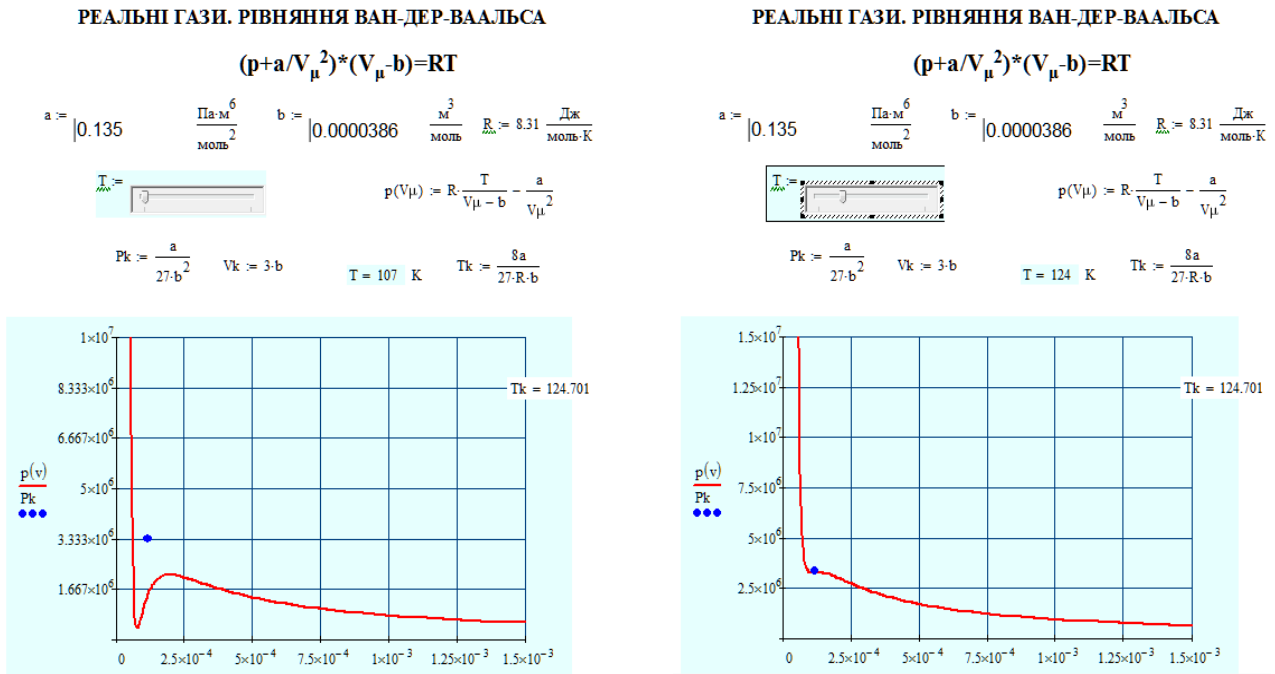 РЕАЛЬНІ ГАЗИ. РІВНЯННЯ ВАН-ДЕР-ВААЛЬСА
(p+a/Vμ²)*(Vμ-b)=RT
a := 0.135 Па·м⁶/моль² b := 0.0000386 м³/моль R := 8.31 Дж/моль·К
T := p(Vμ) := R·T/(Vμ − b) − a/Vμ²
Pk := a/(27·b²) Vk := 3·b T = 107 K Tk := 8a/(27·R·b)
1×10⁷
8.333×10⁶
Tk = 124.701
6.667×10⁶
p(v)
5×10⁶
Pk
3.333×10⁶
1.667×10⁶
0 2.5×10⁻⁴ 5×10⁻⁴ 7.5×10⁻⁴ 1×10⁻³ 1.25×10⁻³ 1.5×10⁻³
РЕАЛЬНІ ГАЗИ. РІВНЯННЯ ВАН-ДЕР-ВААЛЬСА
(p+a/Vμ²)*(Vμ-b)=RT
a := 0.135 Па·м⁶/моль² b := 0.0000386 м³/моль R := 8.31 Дж/моль·К
T := p(Vμ) := R·T/(Vμ − b) − a/Vμ²
Pk := a/(27·b²) Vk := 3·b T = 124 K Tk := 8a/(27·R·b)
1.5×10⁷
1.25×10⁷
Tk = 124.701
1×10⁷
p(v)
7.5×10⁶
Pk
5×10⁶
2.5×10⁶
0 2.5×10⁻⁴ 5×10⁻⁴ 7.5×10⁻⁴ 1×10⁻³ 1.25×10⁻³ 1.5×10⁻³